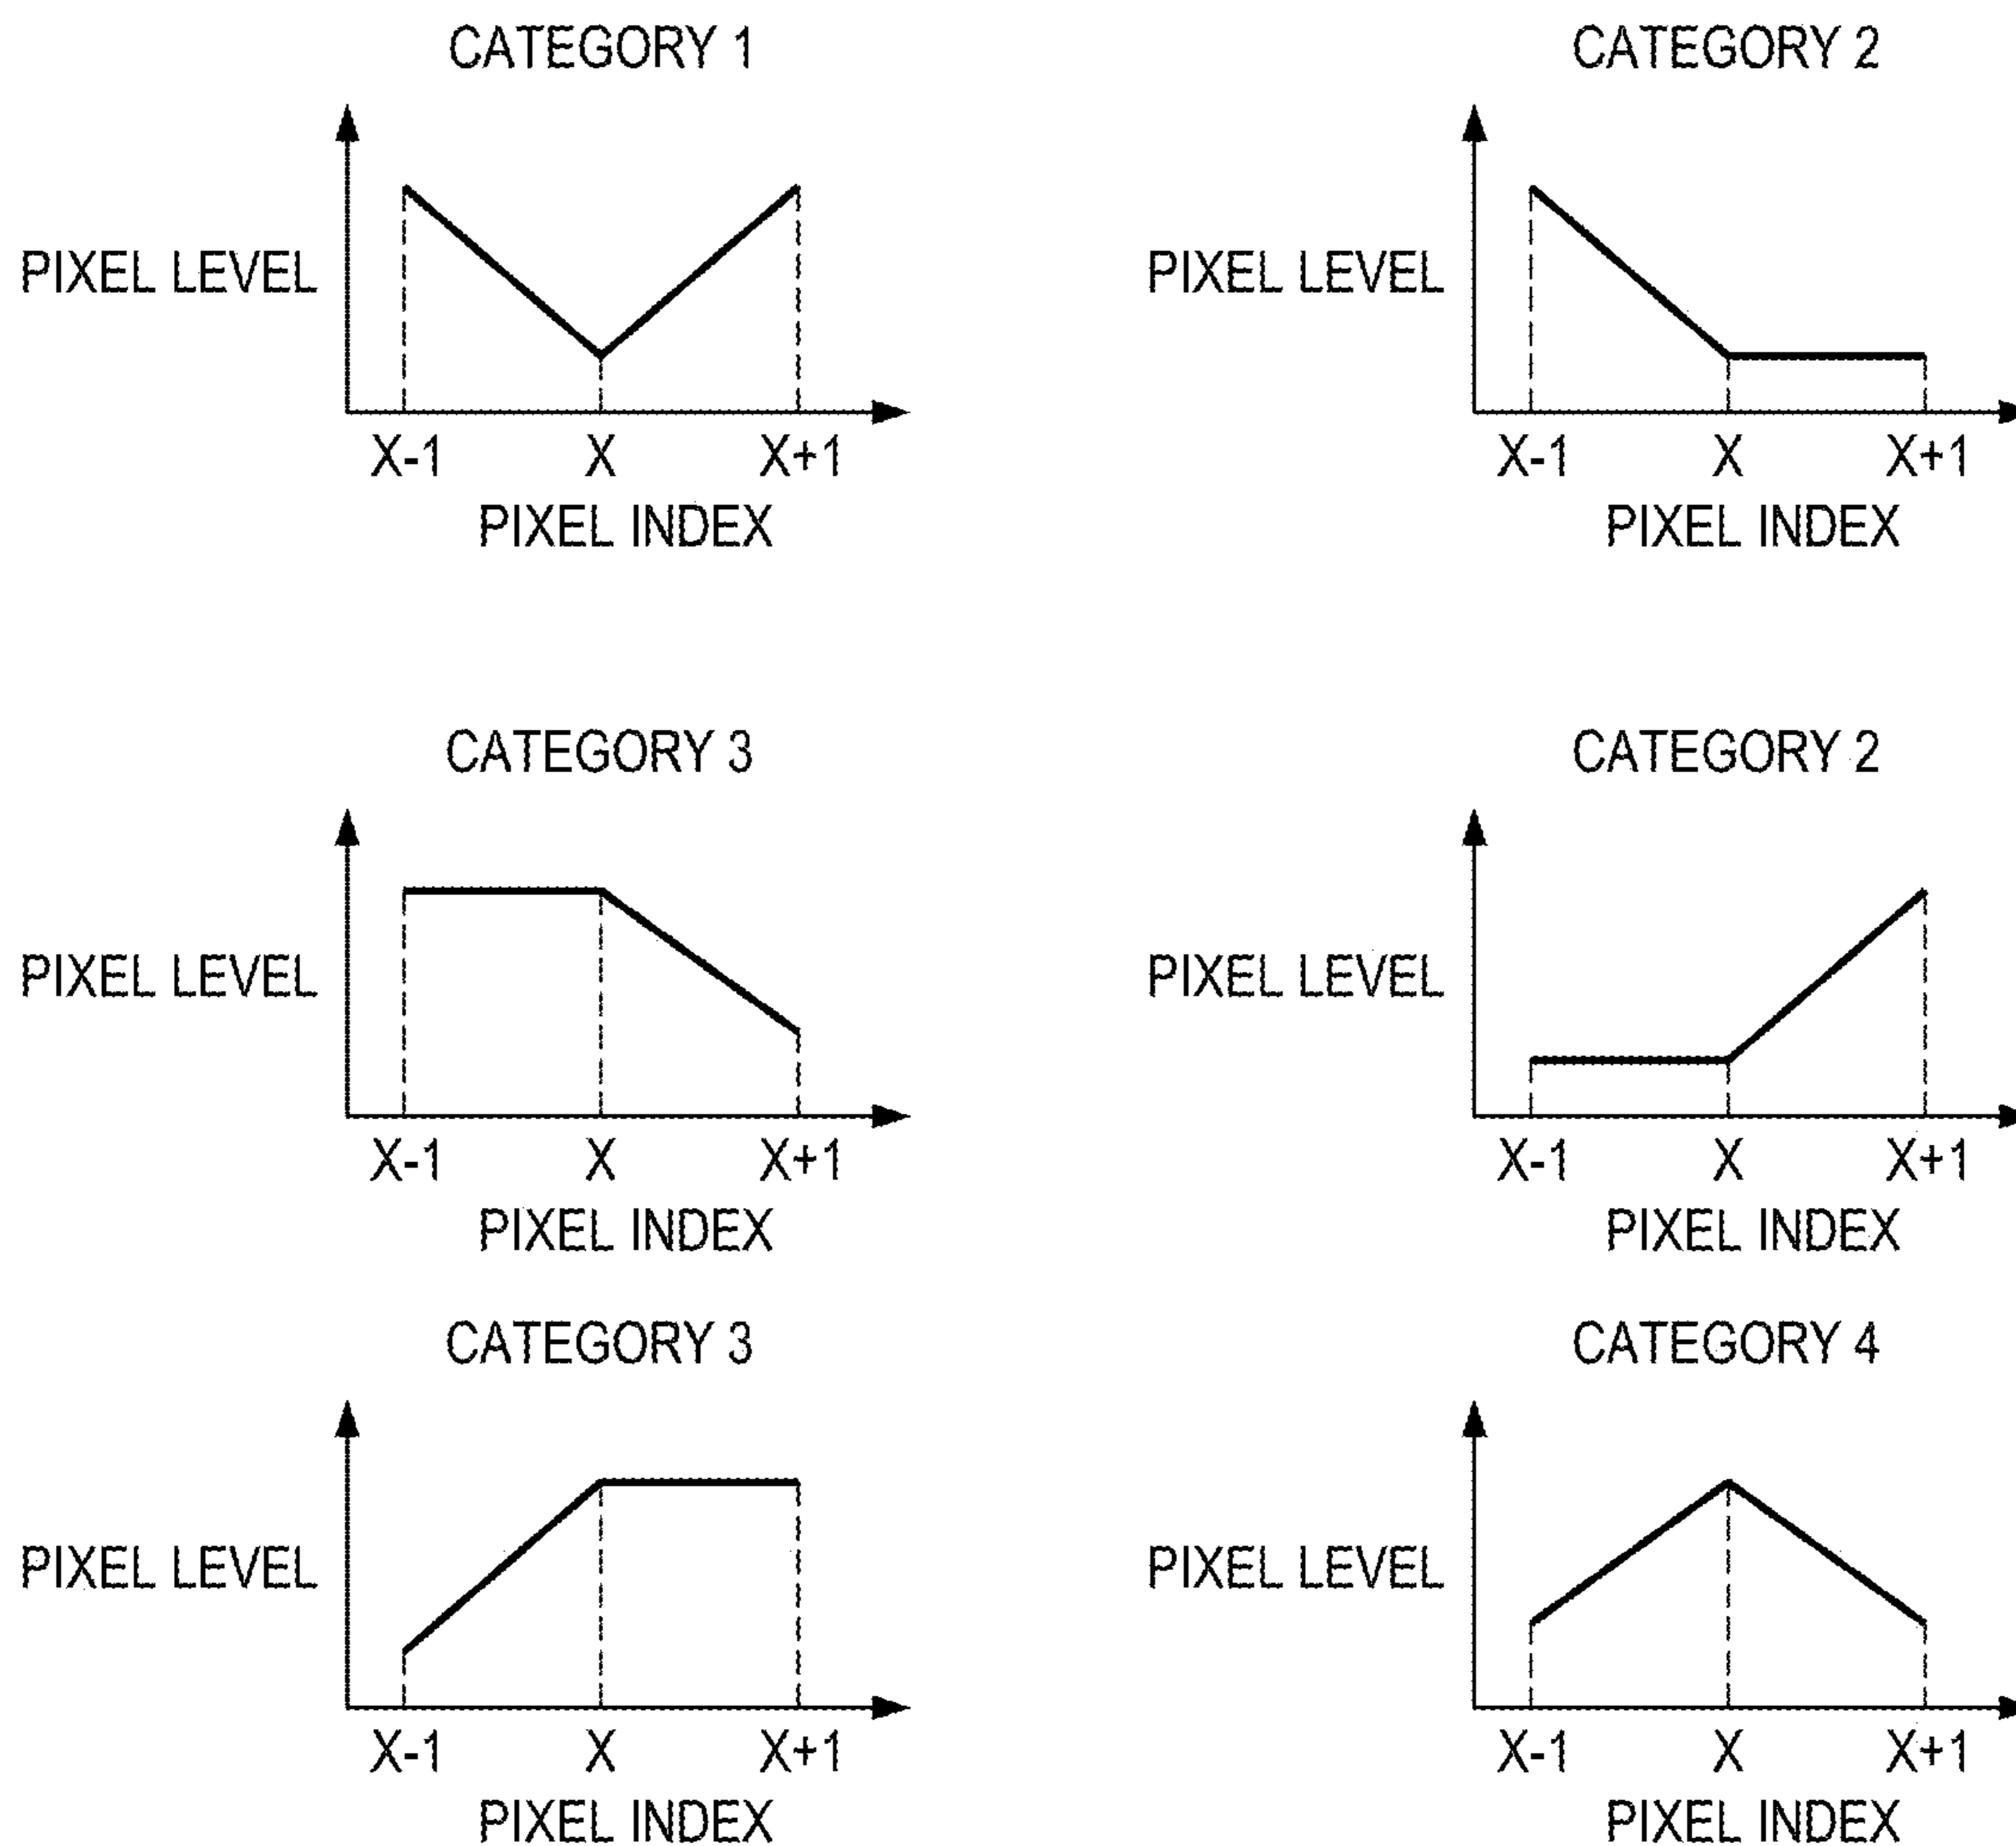 CATEGORY 1
PIXEL LEVEL
X-1 X X+1
PIXEL INDEX
CATEGORY 2
PIXEL LEVEL
X-1 X X+1
PIXEL INDEX
CATEGORY 3
PIXEL LEVEL
X-1 X X+1
PIXEL INDEX
CATEGORY 2
PIXEL LEVEL
X-1 X X+1
PIXEL INDEX
CATEGORY 3
PIXEL LEVEL
X-1 X X+1
PIXEL INDEX
CATEGORY 4
PIXEL LEVEL
X-1 X X+1
PIXEL INDEX